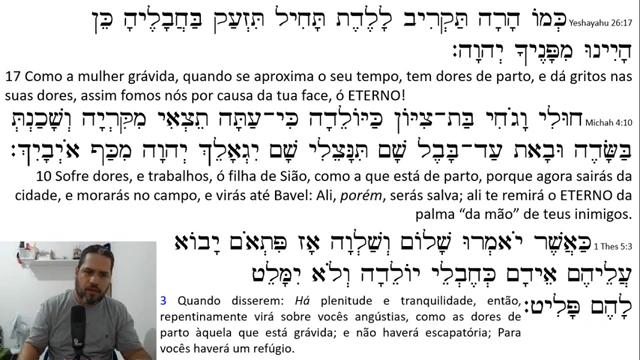 כְּמוֹ הָרָה תַּקְרִיב לָלֶדֶת תָּחִיל תִּזְעַק בַּחֲבָלֶיהָ כֵּן Yeshayahu 26:17
הָיִינוּ מִפָּנֶיךָ יְהוָה׃
17 Como a mulher grávida, quando se aproxima o seu tempo, tem dores de parto, e dá gritos nas
suas dores, assim fomos nós por causa da tua face, ó ETERNO!
חוּלִי וָגֹחִי בַּת־צִיּוֹן כַּיּוֹלֵדָה כִּי־עַתָּה תֵצְאִי מִקִּרְיָה וְשָׁכַנְתְּ Michah 4:10
בַּשָּׂדֶה וּבָאת עַד־בָּבֶל שָׁם תִּנָּצֵלִי שָׁם יִגְאָלֵךְ יְהוָה מִכַּף אֹיְבָיִךְ׃
10 Sofre dores, e trabalhos, ó filha de Sião, como a que está de parto, porque agora sairás da
cidade, e morarás no campo, e virás até Bavel: Ali, porém, serás salva; ali te remirá o ETERNO da
palma “da mão” de teus inimigos.
כַּאֲשֶׁר יֹאמְרוּ שָׁלוֹם וְשַׁלְוָה אָז פִּתְאֹם יָבוֹא 1 Thes 5:3
עֲלֵיהֶם אֵידָם כְּחֶבְלֵי יוֹלֵדָה וְלֹא יִמָּלֵט
לָהֶם פָּלִיט׃
3 Quando disserem: Há plenitude e tranquilidade, então,
repentinamente virá sobre vocês angústias, como as dores de
parto àquela que está grávida; e não haverá escapatória; Para
vocês haverá um refúgio.